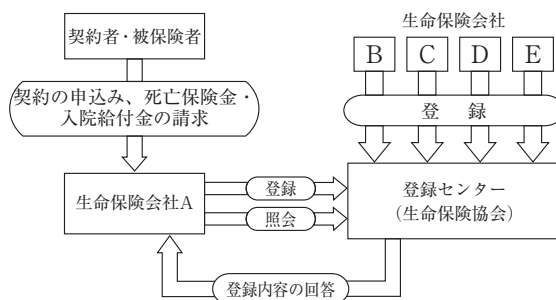 生命保険会社
契約者・被保険者
B C D E
契約の申込み、死亡保険金・
入院給付金の請求
登 録
生命保険会社A
登録
照会
登録センター
(生命保険協会)
登録内容の回答